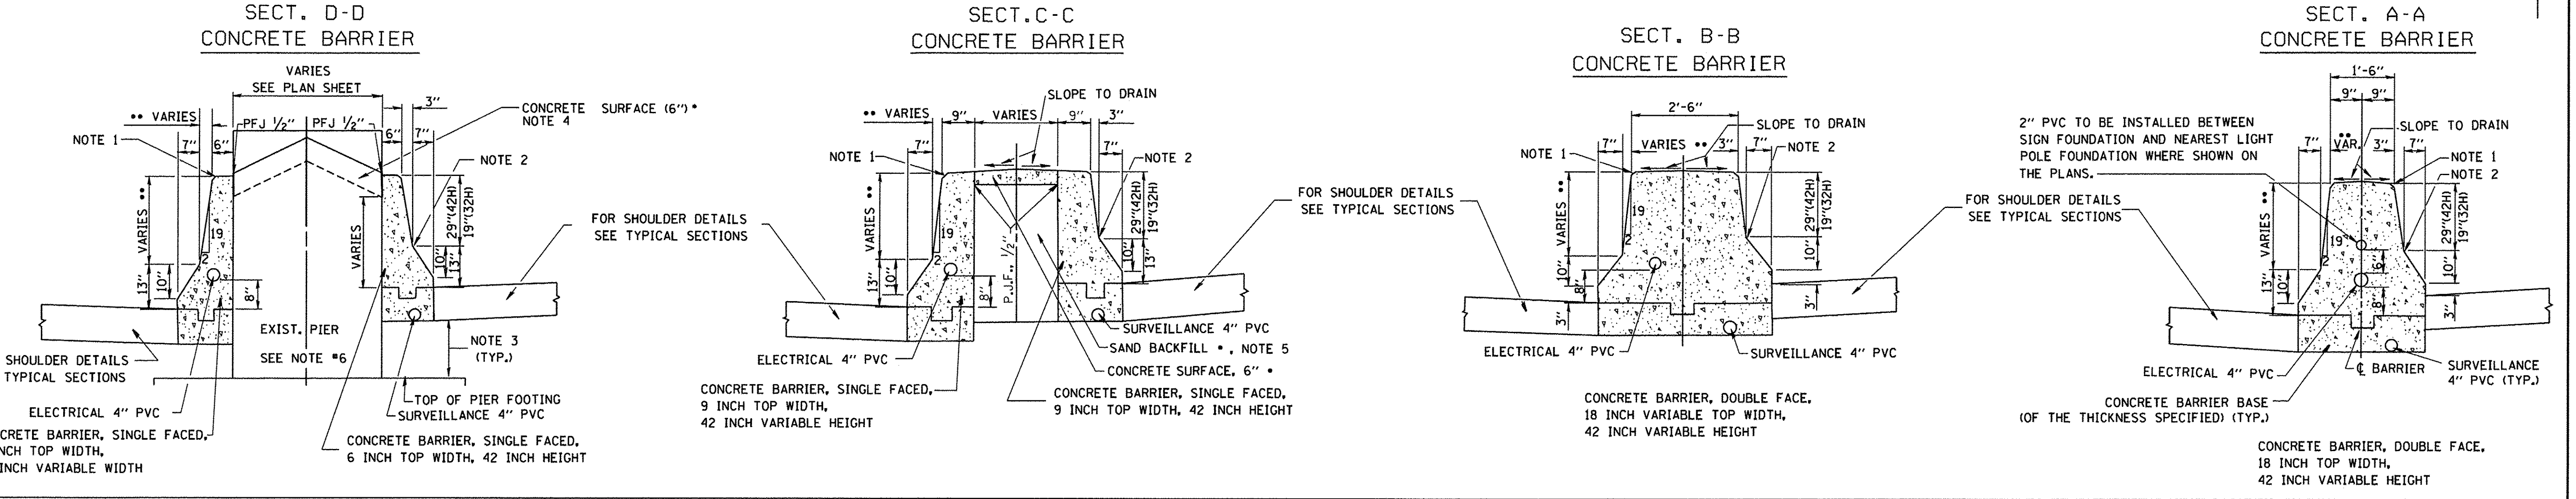 SECT. D-D
CONCRETE BARRIER
VARIES
SEE PLAN SHEET
•• VARIES
3"
CONCRETE SURFACE (6") •
NOTE 4
PFJ 1/2"
PFJ 1/2"
NOTE 1
7"
6"
6"
7"
NOTE 2
VARIES ••
19
2
VARIES
29"(42H)
19"(32H)
10"
13"
13"
10"
8"
FOR SHOULDER DETAILS
SEE TYPICAL SECTIONS
EXIST. PIER
SEE NOTE #6
NOTE 3
(TYP.)
SHOULDER DETAILS
TYPICAL SECTIONS
ELECTRICAL 4" PVC
TOP OF PIER FOOTING
SURVEILLANCE 4" PVC
CRETE BARRIER, SINGLE FACED,
NCH TOP WIDTH,
INCH VARIABLE WIDTH
CONCRETE BARRIER, SINGLE FACED,
6 INCH TOP WIDTH, 42 INCH HEIGHT
SECT.C-C
CONCRETE BARRIER
SLOPE TO DRAIN
•• VARIES
9"
VARIES
9"
3"
7"
7"
NOTE 1
NOTE 2
VARIES ••
19
2
29"(42H)
19"(32H)
10"
13"
13"
10"
8"
P.J.F., 1/2"
FOR SHOULDER DETAILS
SEE TYPICAL SECTIONS
SURVEILLANCE 4" PVC
SAND BACKFILL •, NOTE 5
ELECTRICAL 4" PVC
CONCRETE SURFACE, 6" •
CONCRETE BARRIER, SINGLE FACED,
9 INCH TOP WIDTH,
42 INCH VARIABLE HEIGHT
CONCRETE BARRIER, SINGLE FACED,
9 INCH TOP WIDTH, 42 INCH HEIGHT
SECT. B-B
CONCRETE BARRIER
2'-6"
SLOPE TO DRAIN
7"
VARIES ••
3"
7"
NOTE 1
NOTE 2
VARIES ••
19
2
29"(42H)
19"(32H)
10"
10"
8"
3"
3"
FOR SHOULDER DETAILS
SEE TYPICAL SECTIONS
ELECTRICAL 4" PVC
SURVEILLANCE 4" PVC
CONCRETE BARRIER, DOUBLE FACE,
18 INCH VARIABLE TOP WIDTH,
42 INCH VARIABLE HEIGHT
SECT. A-A
CONCRETE BARRIER
1'-6"
9"
9"
2" PVC TO BE INSTALLED BETWEEN
SIGN FOUNDATION AND NEAREST LIGHT
POLE FOUNDATION WHERE SHOWN ON
THE PLANS.
SLOPE TO DRAIN
7"
••
VAR.
3"
7"
NOTE 1
NOTE 2
VARIES ••
19
2
29"(42H)
19"(32H)
6"
10"
13"
10"
8"
3"
ELECTRICAL 4" PVC
℄ BARRIER
SURVEILLANCE
4" PVC (TYP.)
CONCRETE BARRIER BASE
(OF THE THICKNESS SPECIFIED) (TYP.)
CONCRETE BARRIER, DOUBLE FACE,
18 INCH TOP WIDTH,
42 INCH VARIABLE HEIGHT